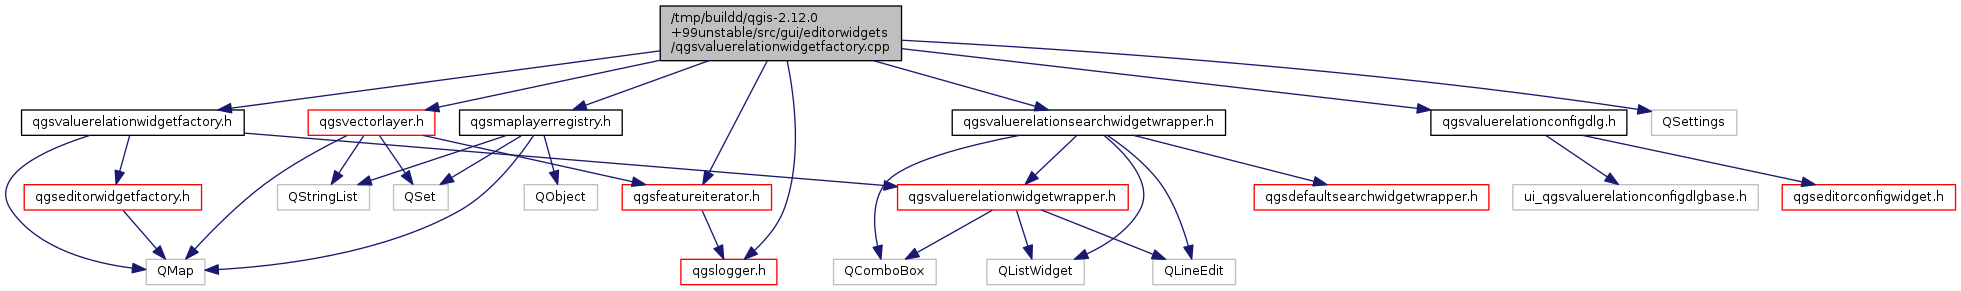 /tmp/buildd/qgis-2.12.0
+99unstable/src/gui/editorwidgets
/qgsvaluerelationwidgetfactory.cpp
qgsvaluerelationwidgetfactory.h
qgsvectorlayer.h
qgsmaplayerregistry.h
qgsvaluerelationsearchwidgetwrapper.h
qgsvaluerelationconfigdlg.h
QSettings
qgseditorwidgetfactory.h
QStringList
QSet
QObject
qgsfeatureiterator.h
qgsvaluerelationwidgetwrapper.h
qgsdefaultsearchwidgetwrapper.h
ui_qgsvaluerelationconfigdlgbase.h
qgseditorconfigwidget.h
QMap
qgslogger.h
QComboBox
QListWidget
QLineEdit